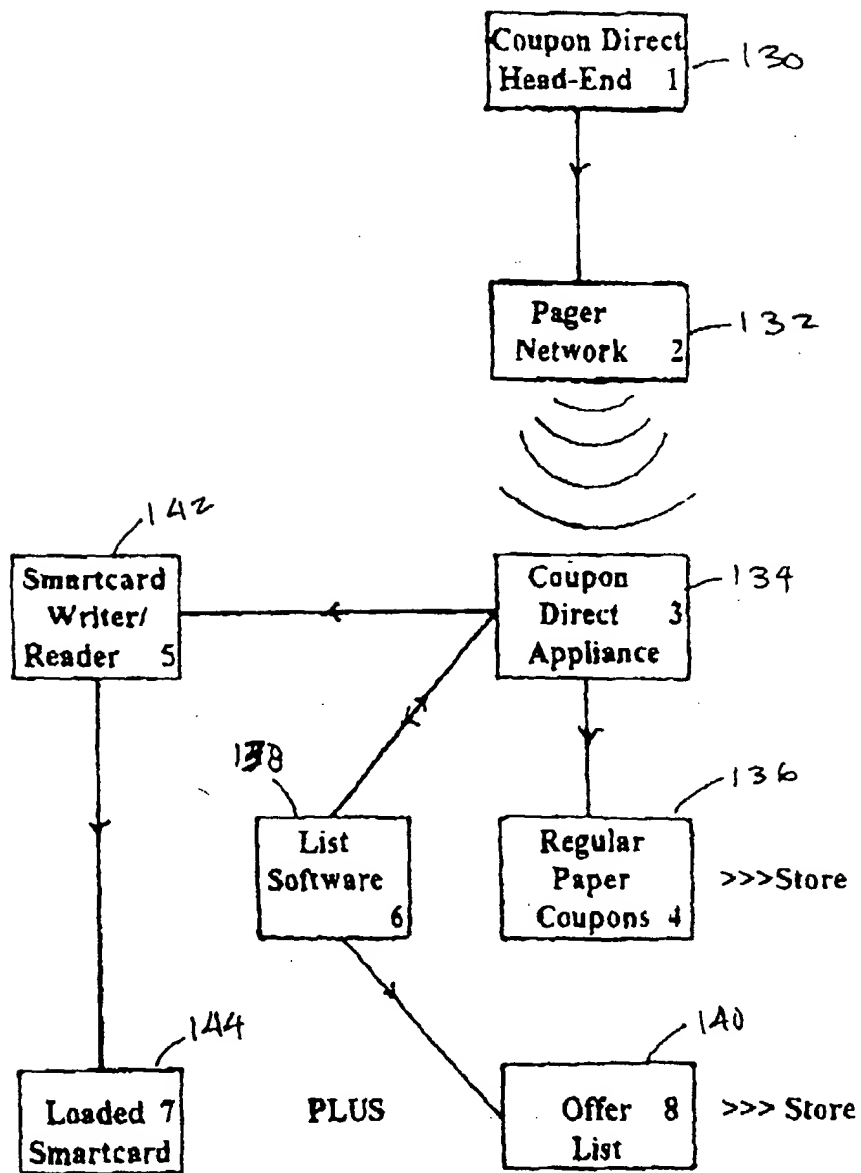 Coupon Direct
Head-End 1
130
Pager
Network 2
132
142
Smartcard
Writer/
Reader 5
Coupon
Direct 3
Appliance
134
138
List
Software
6
136
Regular
Paper
Coupons 4
>>>Store
144
Loaded 7
Smartcard
PLUS
140
Offer 8
List
>>> Store